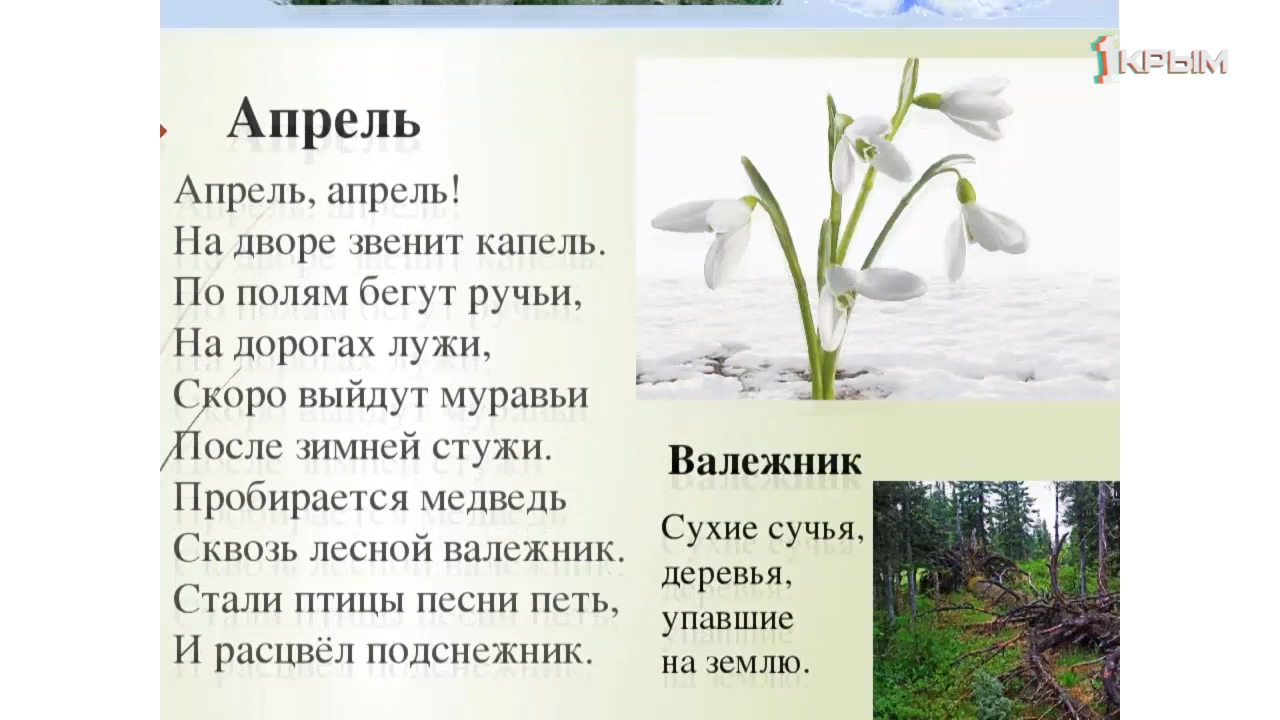 1КРЫМ
Апрель
Апрель, апрель!
На дворе звенит капель.
По полям бегут ручьи,
На дорогах лужи,
Скоро выйдут муравьи
После зимней стужи.
Пробирается медведь
Сквозь лесной валежник.
Стали птицы песни петь,
И расцвёл подснежник.
Валежник
Сухие сучья,
деревья,
упавшие
на землю.